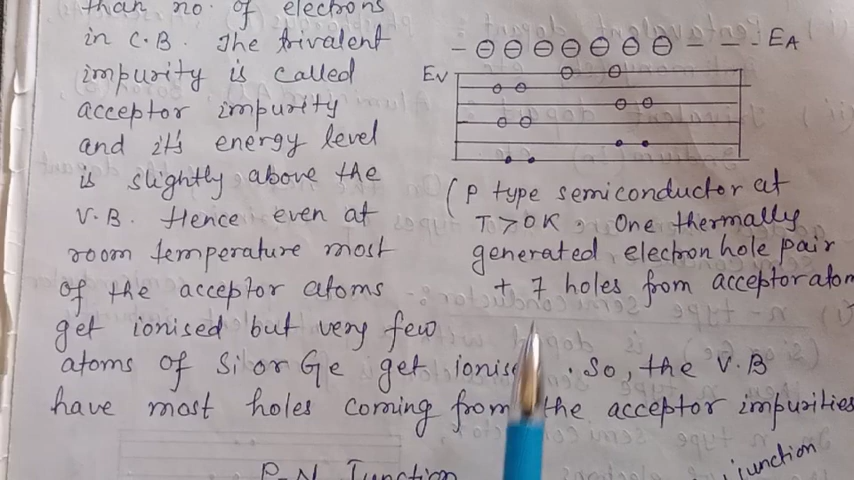 than no. of electrons
in C.B. The trivalent
impurity is called
acceptor impurity
and it's energy level
is slightly above the
V.B. Hence even at
room temperature most
of the acceptor atoms
get ionised but very few
atoms of Si or Ge get ionise . So, the V.B
have most holes coming from the acceptor impurities
EA
Ev
(P type semiconductor at
T>0K. One thermally
generated electron hole pair
+ 7 holes from acceptor atom
P-N Junction
junction